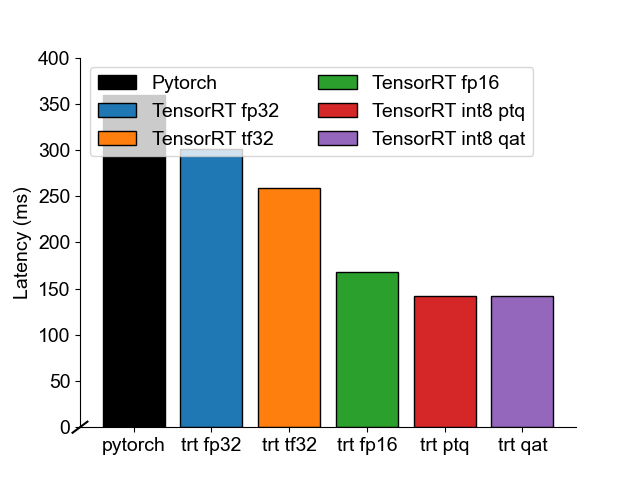 400
350
300
250
200
150
100
50
0
Latency (ms)
Pytorch
TensorRT fp32
TensorRT tf32
TensorRT fp16
TensorRT int8 ptq
TensorRT int8 qat
pytorch trt fp32 trt tf32 trt fp16 trt ptq trt qat